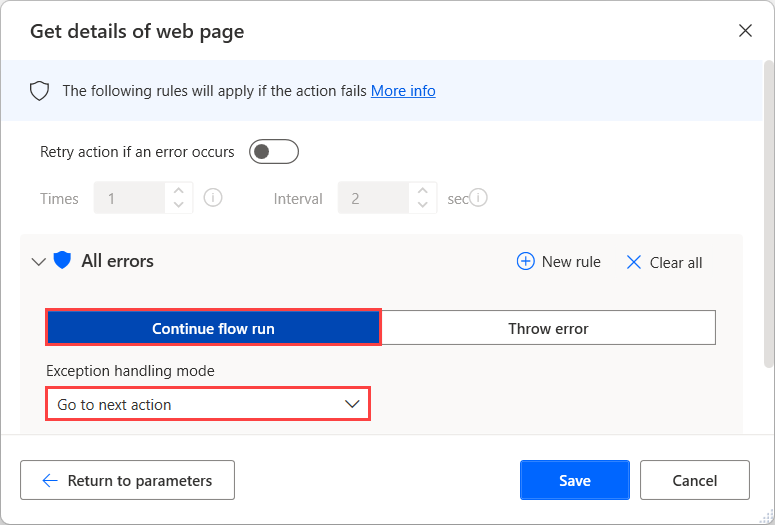 Get details of web page
The following rules will apply if the action fails More info
Retry action if an error occurs
Times 1 Interval 2 sec
All errors New rule Clear all
Continue flow run Throw error
Exception handling mode
Go to next action
Return to parameters Save Cancel